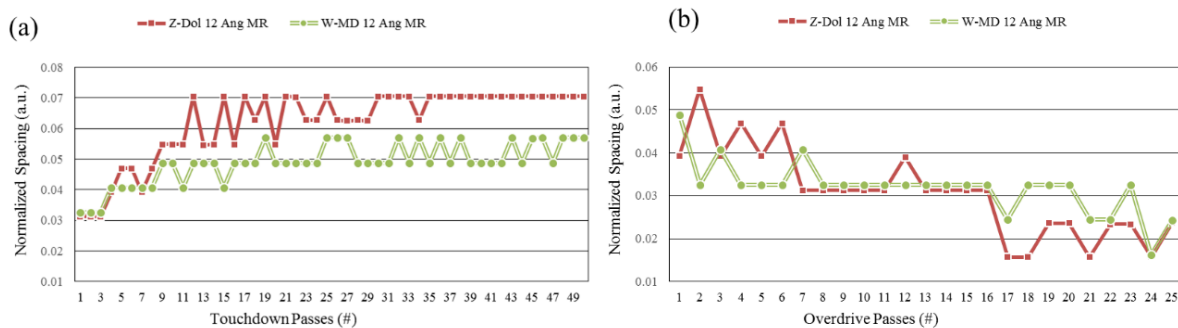 (a)
Z-Dol 12 Ang MR
W-MD 12 Ang MR
Normalized Spacing (a.u.)
0.08
0.07
0.06
0.05
0.04
0.03
0.02
0.01
1 3 5 7 9 11 13 15 17 19 21 23 25 27 29 31 33 35 37 39 41 43 45 47 49
Touchdown Passes (#)
(b)
Z-Dol 12 Ang MR
W-MD 12 Ang MR
Normalized Spacing (a.u.)
0.06
0.05
0.04
0.03
0.02
0.01
1 2 3 4 5 6 7 8 9 10 11 12 13 14 15 16 17 18 19 20 21 22 23 24 25
Overdrive Passes (#)